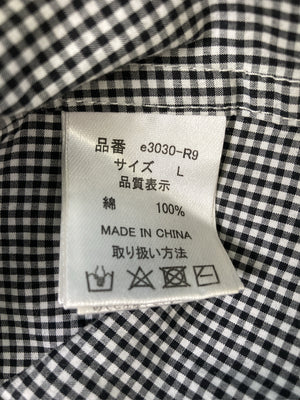 品番 e3030-R9
サイズ L
品質表示
綿 100%
MADE IN CHINA
取り扱い方法